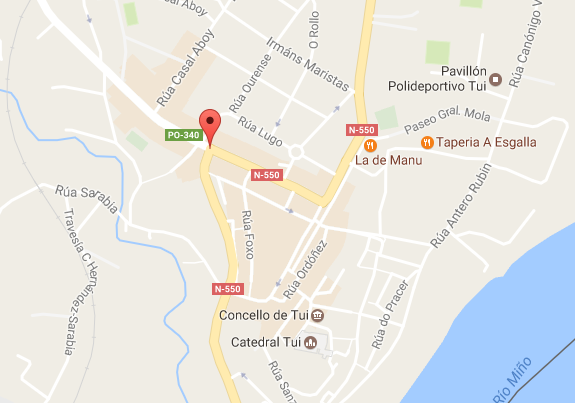 Rúa Casal Aboy
Casal Aboy
O Rollo
Rúa Ourense
Irmáns Maristas
Rúa Canónigo V
Pavillón
Polideportivo Tui
Paseo Gral. Mola
PO-340
Rúa Lugo
N-550
La de Manu
Taperia A Esgalla
N-550
Rúa Sarabia
Travesía C Hernández-Sarabia
Rúa Foxo
Rúa Antero Rubín
Rúa Ordóñez
N-550
Concello de Tui
Catedral Tui
Rúa do Pracer
Rúa Sanz
Río Miño